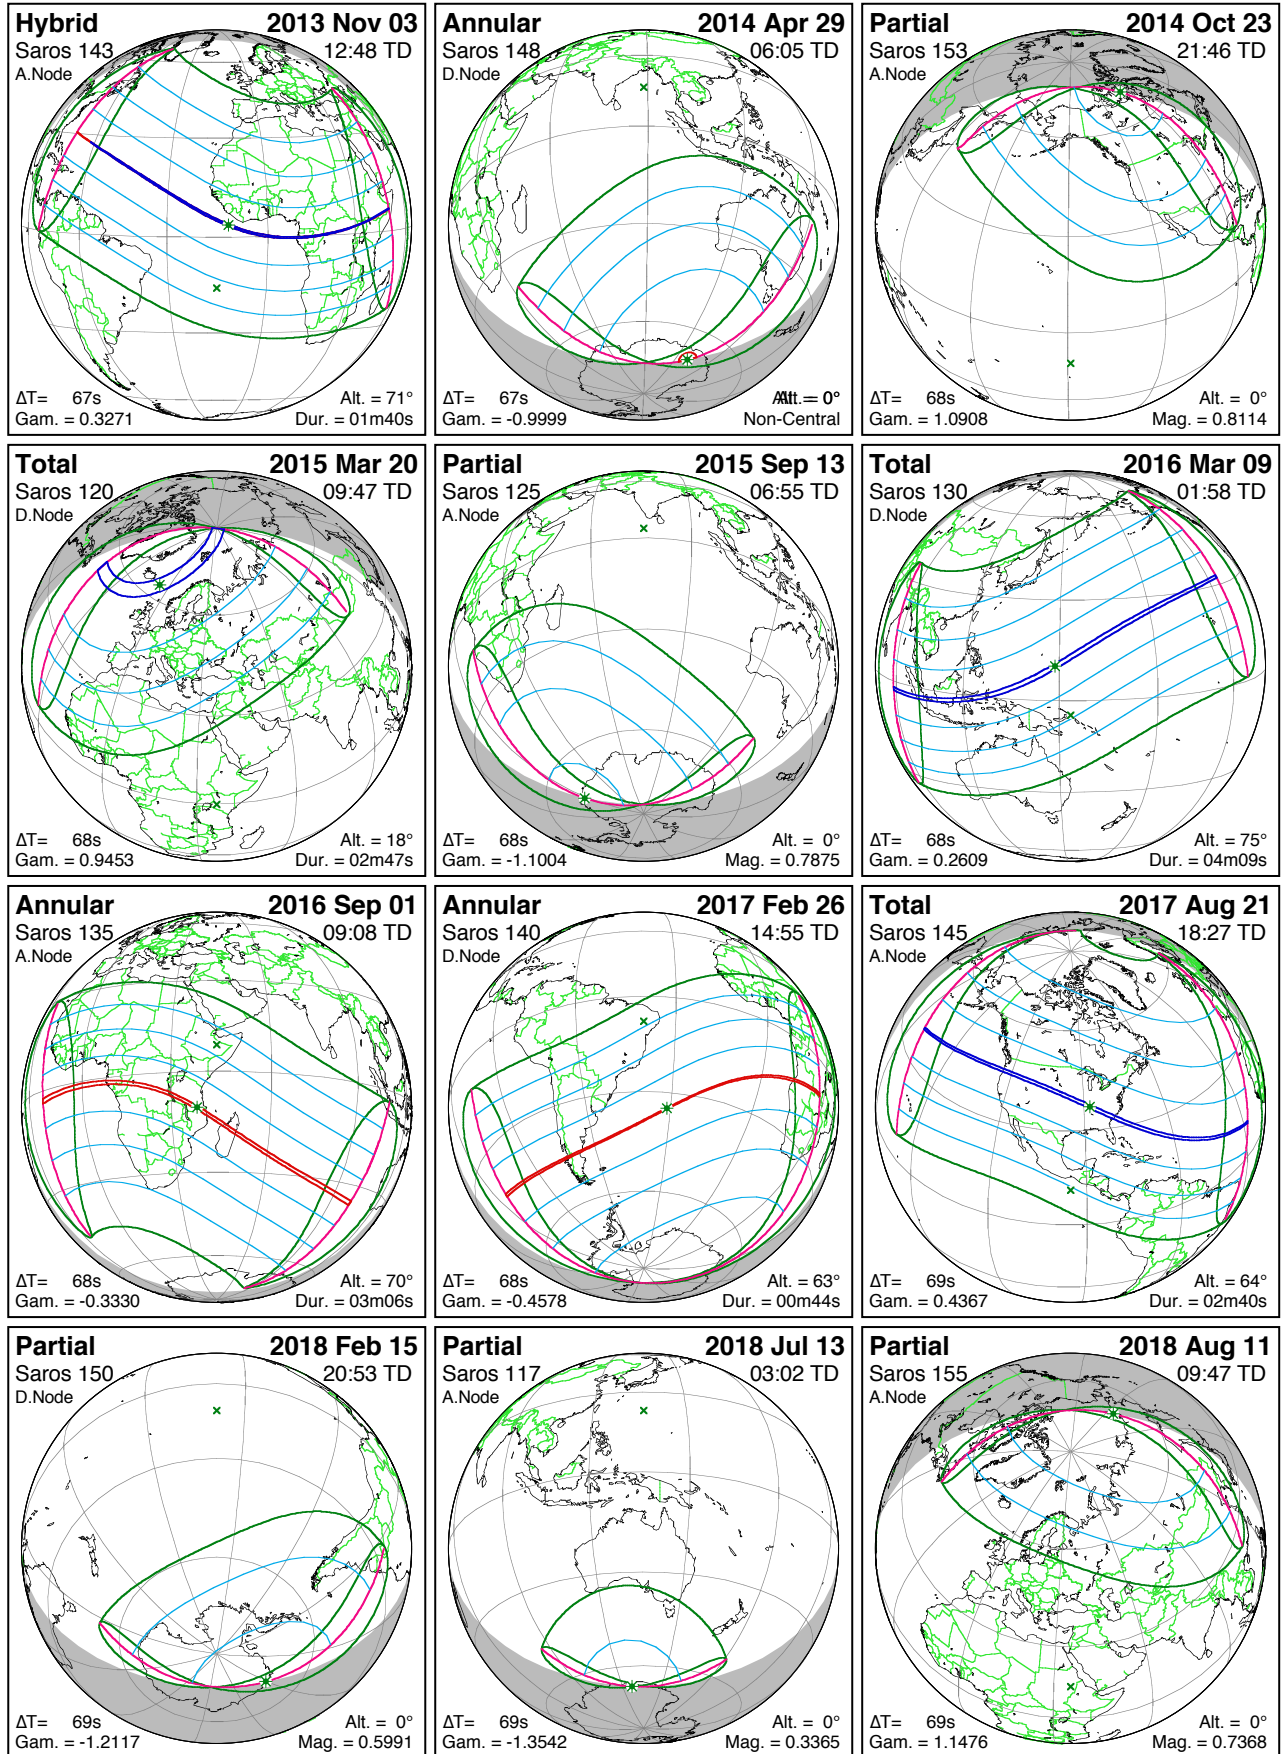 Hybrid 2013 Nov 03
Saros 143 12:48 TD
A.Node
ΔT= 67s Alt. = 71°
Gam. = 0.3271 Dur. = 01m40s
Annular 2014 Apr 29
Saros 148 06:05 TD
D.Node
ΔT= 67s Alt. = 0°
Gam. = -0.9999 Non-Central
Partial 2014 Oct 23
Saros 153 21:46 TD
A.Node
ΔT= 68s Alt. = 0°
Gam. = 1.0908 Mag. = 0.8114
Total 2015 Mar 20
Saros 120 09:47 TD
D.Node
ΔT= 68s Alt. = 18°
Gam. = 0.9453 Dur. = 02m47s
Partial 2015 Sep 13
Saros 125 06:55 TD
A.Node
ΔT= 68s Alt. = 0°
Gam. = -1.1004 Mag. = 0.7875
Total 2016 Mar 09
Saros 130 01:58 TD
D.Node
ΔT= 68s Alt. = 75°
Gam. = 0.2609 Dur. = 04m09s
Annular 2016 Sep 01
Saros 135 09:08 TD
A.Node
ΔT= 68s Alt. = 70°
Gam. = -0.3330 Dur. = 03m06s
Annular 2017 Feb 26
Saros 140 14:55 TD
D.Node
ΔT= 68s Alt. = 63°
Gam. = -0.4578 Dur. = 00m44s
Total 2017 Aug 21
Saros 145 18:27 TD
A.Node
ΔT= 69s Alt. = 64°
Gam. = 0.4367 Dur. = 02m40s
Partial 2018 Feb 15
Saros 150 20:53 TD
D.Node
ΔT= 69s Alt. = 0°
Gam. = -1.2117 Mag. = 0.5991
Partial 2018 Jul 13
Saros 117 03:02 TD
A.Node
ΔT= 69s Alt. = 0°
Gam. = -1.3542 Mag. = 0.3365
Partial 2018 Aug 11
Saros 155 09:47 TD
A.Node
ΔT= 69s Alt. = 0°
Gam. = 1.1476 Mag. = 0.7368